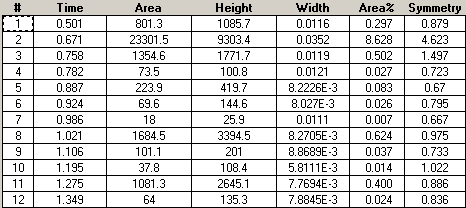 # Time Area Height Width Area% Symmetry
1 0.501 801.3 1085.7 0.0116 0.297 0.879
2 0.671 23301.5 9303.4 0.0352 8.628 4.623
3 0.758 1354.6 1771.7 0.0119 0.502 1.497
4 0.782 73.5 100.8 0.0121 0.027 0.723
5 0.887 223.9 419.7 8.2226E-3 0.083 0.67
6 0.924 69.6 144.6 8.027E-3 0.026 0.795
7 0.986 18 25.9 0.0111 0.007 0.667
8 1.021 1684.5 3394.5 8.2705E-3 0.624 0.975
9 1.106 101.1 201 8.8689E-3 0.037 0.733
10 1.195 37.8 108.4 5.8111E-3 0.014 1.022
11 1.275 1081.3 2645.1 7.7694E-3 0.400 0.886
12 1.349 64 135.3 7.8845E-3 0.024 0.836